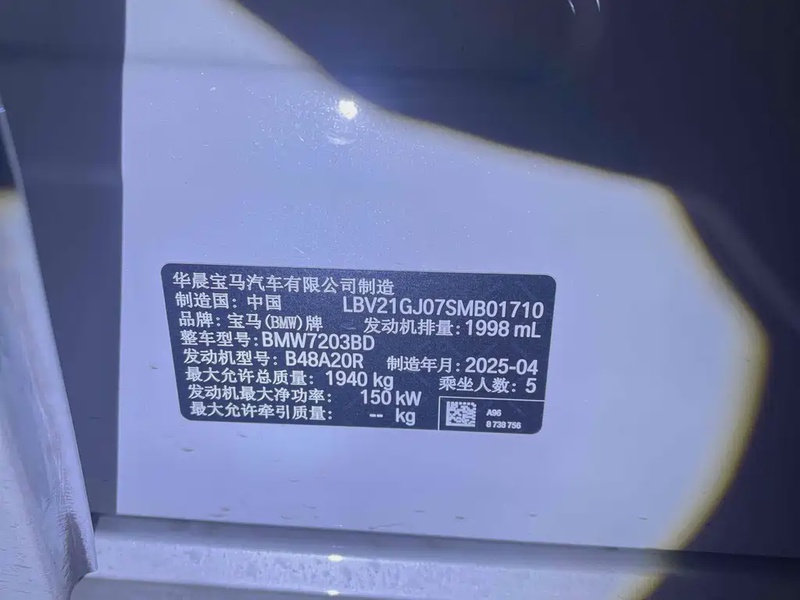 华晨宝马汽车有限公司制造
制造国: 中国 LBV21GJ07SMB01710
品牌: 宝马(BMW)牌 发动机排量: 1998 mL
整车型号: BMW7203BD
发动机型号: B48A20R 制造年月: 2025-04
最大允许总质量: 1940 kg 乘坐人数: 5
发动机最大净功率: 150 kW
最大允许牵引质量: -- kg
A96
8 738 756